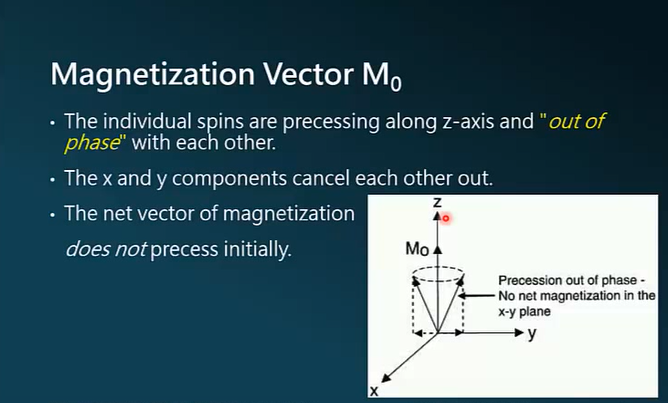 Magnetization Vector M₀
• The individual spins are precessing along z-axis and "out of
phase" with each other.
• The x and y components cancel each other out.
• The net vector of magnetization
does not precess initially.
z
Mo
Precession out of phase -
No net magnetization in the
x-y plane
y
x